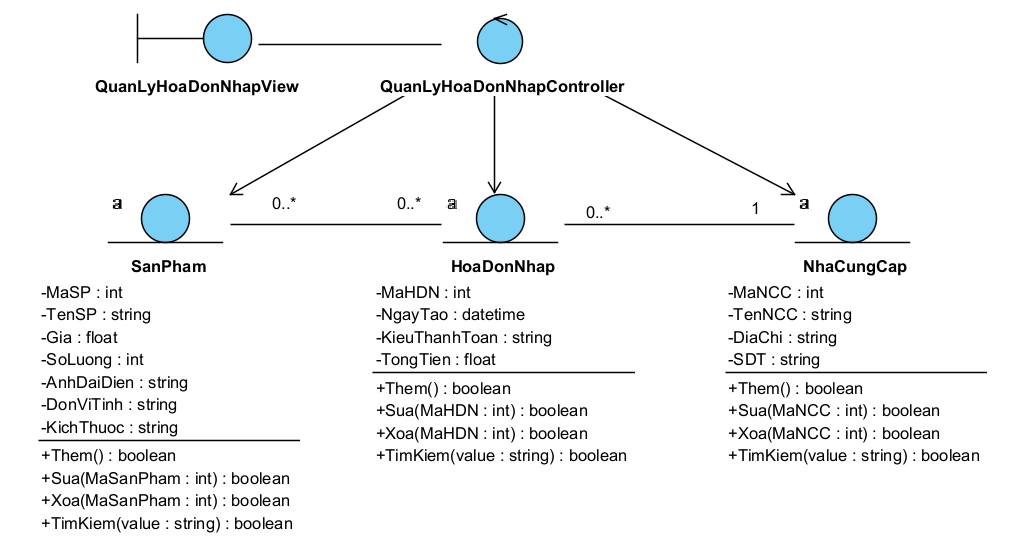 QuanLyHoaDonNhapView
QuanLyHoaDonNhapController
a
0..*
0..*
a
0..*
1
a
SanPham
-MaSP : int
-TenSP : string
-Gia : float
-SoLuong : int
-AnhDaiDien : string
-DonViTinh : string
-KichThuoc : string
+Them() : boolean
+Sua(MaSanPham : int) : boolean
+Xoa(MaSanPham : int) : boolean
+TimKiem(value : string) : boolean
HoaDonNhap
-MaHDN : int
-NgayTao : datetime
-KieuThanhToan : string
-TongTien : float
+Them() : boolean
+Sua(MaHDN : int) : boolean
+Xoa(MaHDN : int) : boolean
+TimKiem(value : string) : boolean
NhaCungCap
-MaNCC : int
-TenNCC : string
-DiaChi : string
-SDT : string
+Them() : boolean
+Sua(MaNCC : int) : boolean
+Xoa(MaNCC : int) : boolean
+TimKiem(value : string) : boolean